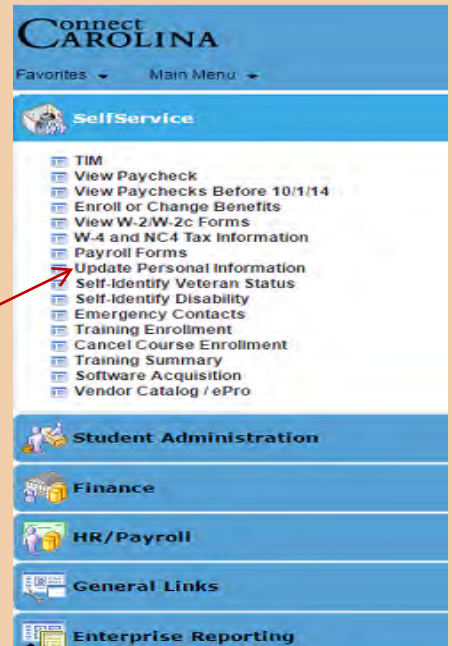 Connect
CAROLINA
Favorites Main Menu
SelfService
TIM
View Paycheck
View Paychecks Before 10/1/14
Enroll or Change Benefits
View W-2/W-2c Forms
W-4 and NC4 Tax Information
Payroll Forms
Update Personal Information
Self-Identify Veteran Status
Self-Identify Disability
Emergency Contacts
Training Enrollment
Cancel Course Enrollment
Training Summary
Software Acquisition
Vendor Catalog / ePro
Student Administration
Finance
HR/Payroll
General Links
Enterprise Reporting